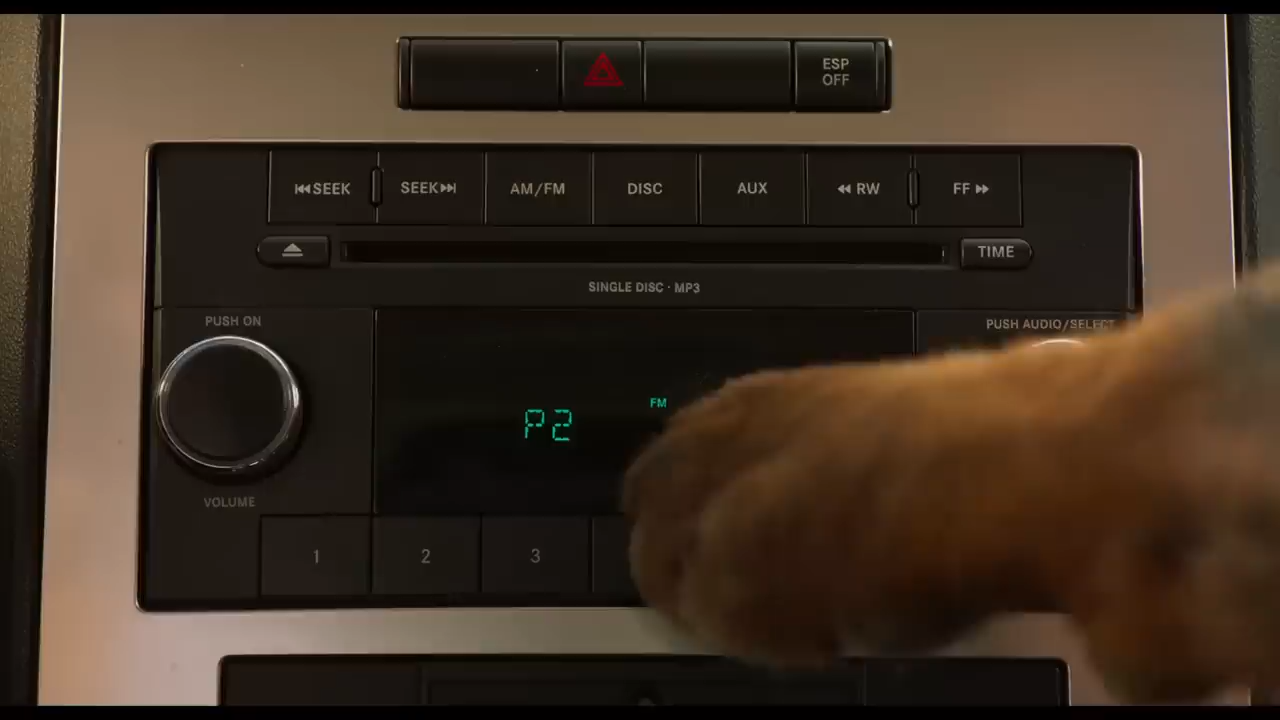 ESP
OFF
SEEK
SEEK
AM/FM
DISC
AUX
RW
FF
TIME
SINGLE DISC · MP3
PUSH ON
PUSH AUDIO/SELECT
FM
P2
VOLUME
1
2
3